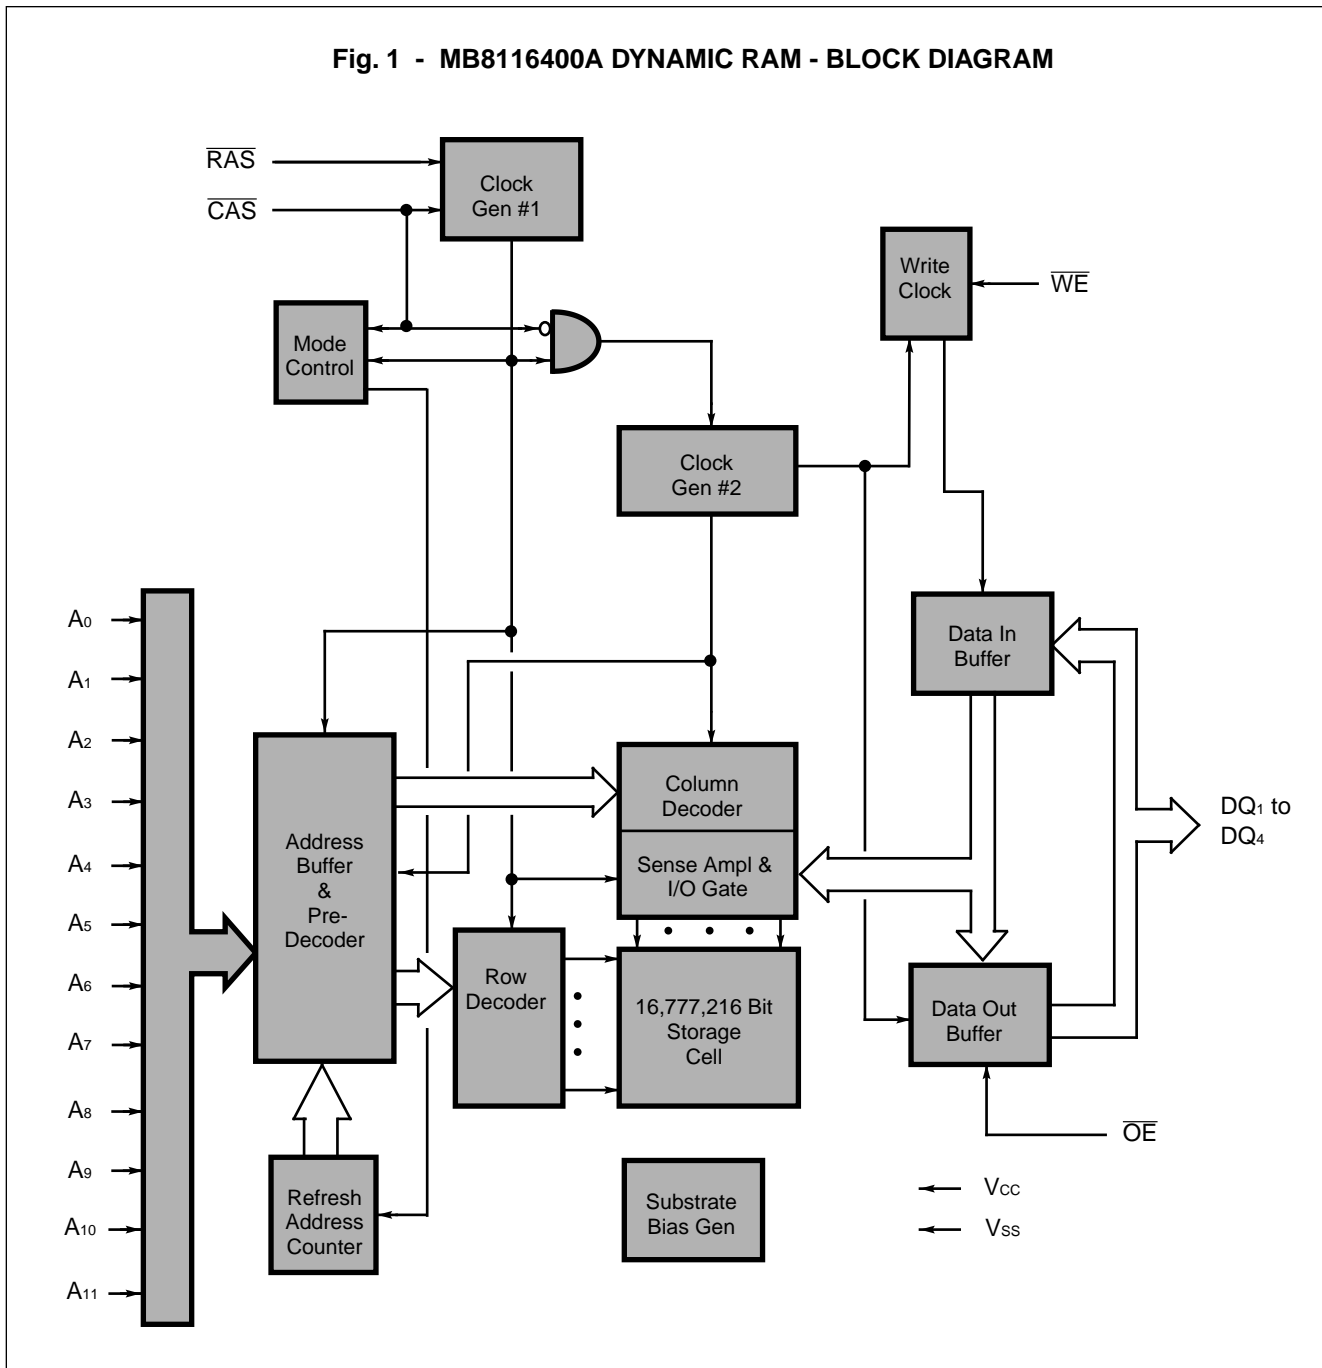 Fig. 1 - MB8116400A DYNAMIC RAM - BLOCK DIAGRAM
RAS
CAS
Clock
Gen #1
Write
Clock
WE
Mode
Control
Clock
Gen #2
A0
A1
A2
A3
A4
A5
A6
A7
A8
A9
A10
A11
Address
Buffer
&
Pre-
Decoder
Refresh
Address
Counter
Row
Decoder
Column
Decoder
Sense Ampl &
I/O Gate
16,777,216 Bit
Storage
Cell
Substrate
Bias Gen
Data In
Buffer
DQ1 to
DQ4
Data Out
Buffer
OE
VCC
VSS